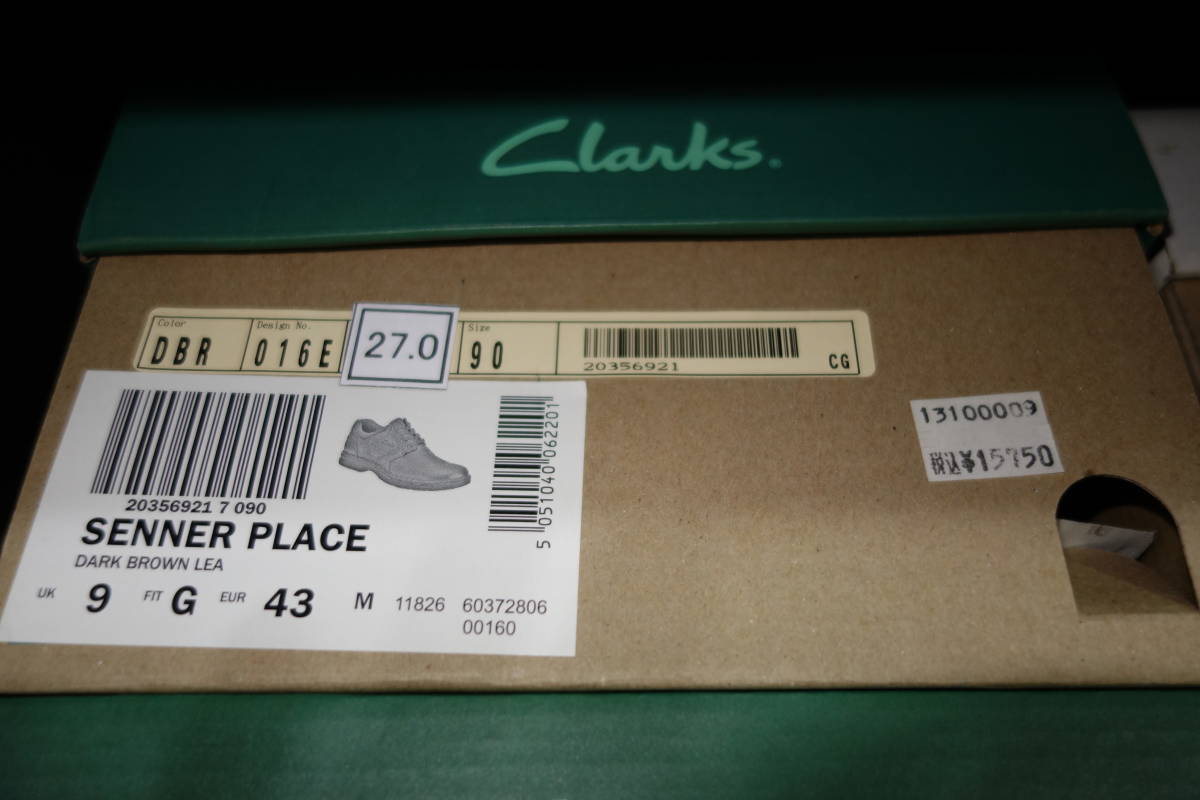 Clarks.
Color
DBR
Design No.
016E
27.0
Size
90
20356921
CG
20356921 7 090
5 051040 062201
SENNER PLACE
DARK BROWN LEA
UK 9 FIT G EUR 43 M 11826 60372806
00160
13100009
税込¥15750